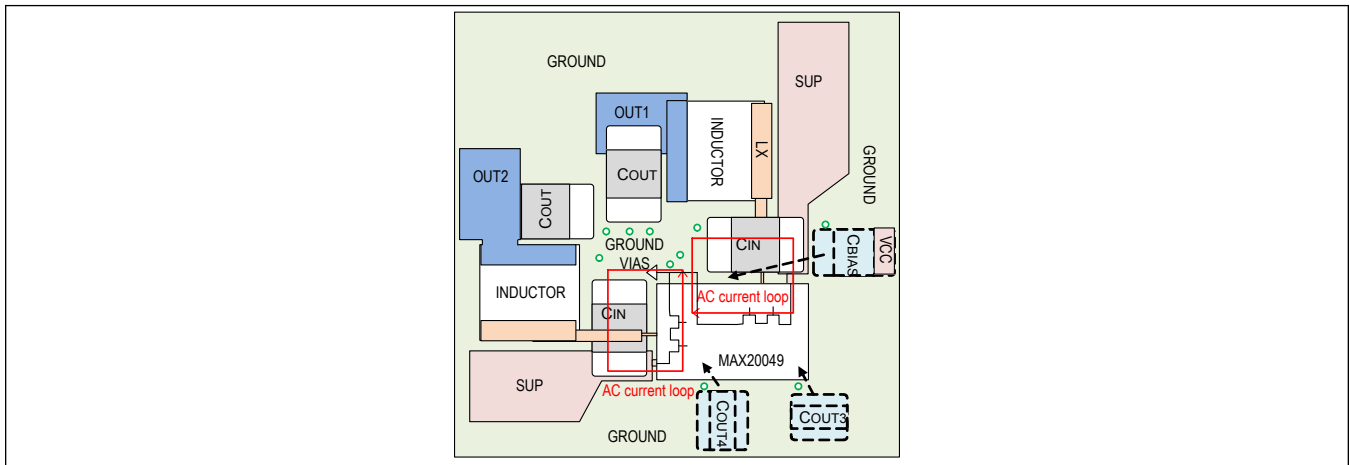 GROUND
SUP
OUT1
INDUCTOR
LX
COUT
GROUND
OUT2
COUT
GROUND
VIAS
CIN
CBIAS
VCC
INDUCTOR
CIN
AC current loop
MAX20049
SUP
AC current loop
COUT4
COUT3
GROUND